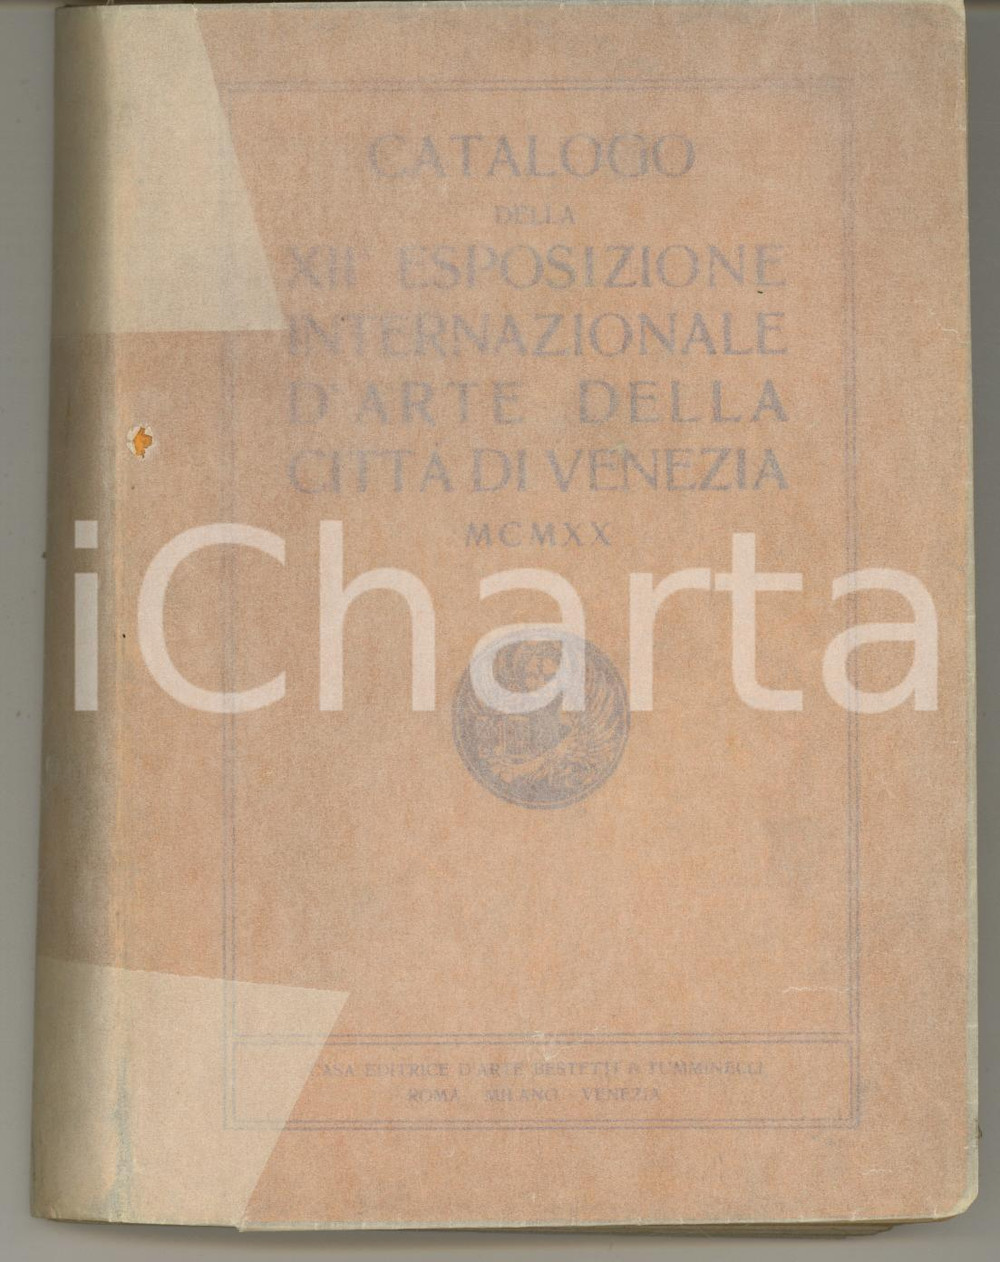 CATALOGO
DELLA
XIIª ESPOSIZIONE
INTERNAZIONALE
D'ARTE DELLA
CITTÀ DI VENEZIA
MCMXX
iCharta
CASA EDITRICE D'ARTE BESTETTI & TUMMINELLI
ROMA MILANO VENEZIA